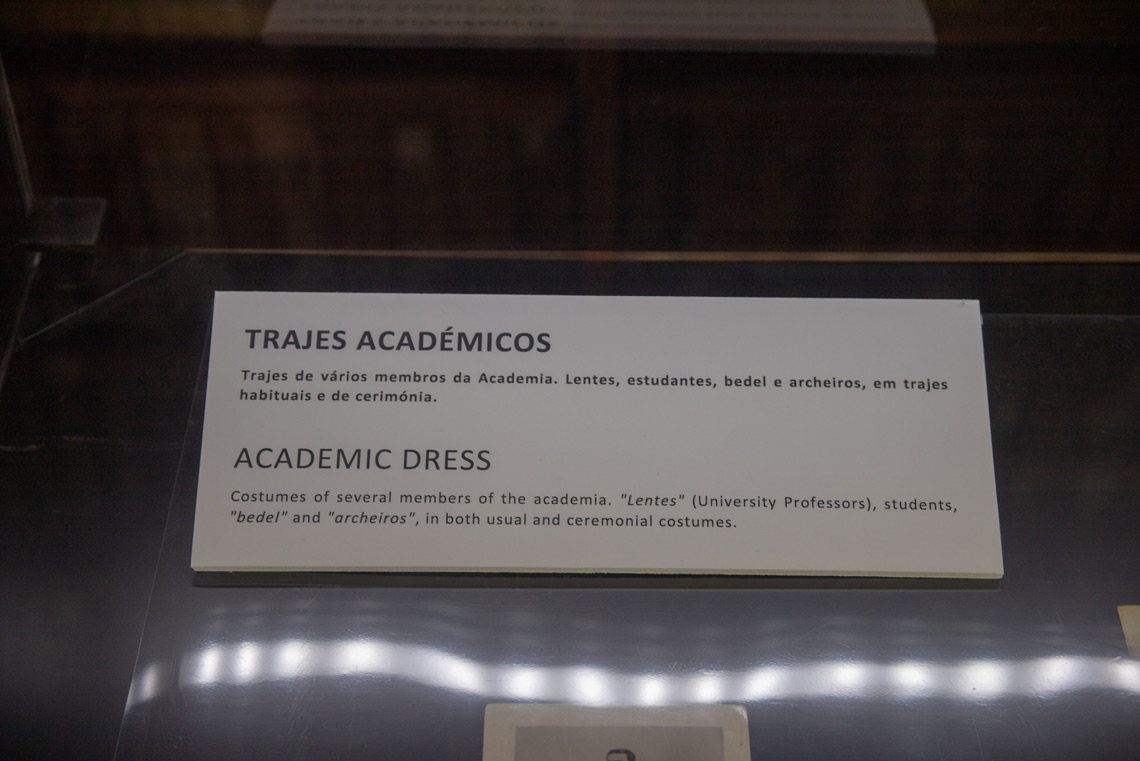 TRAJES ACADÉMICOS
Trajes de vários membros da Academia. Lentes, estudantes, bedel e archeiros, em trajes
habituais e de cerimónia.
ACADEMIC DRESS
Costumes of several members of the academia. "Lentes" (University Professors), students,
"bedel" and "archeiros", in both usual and ceremonial costumes.